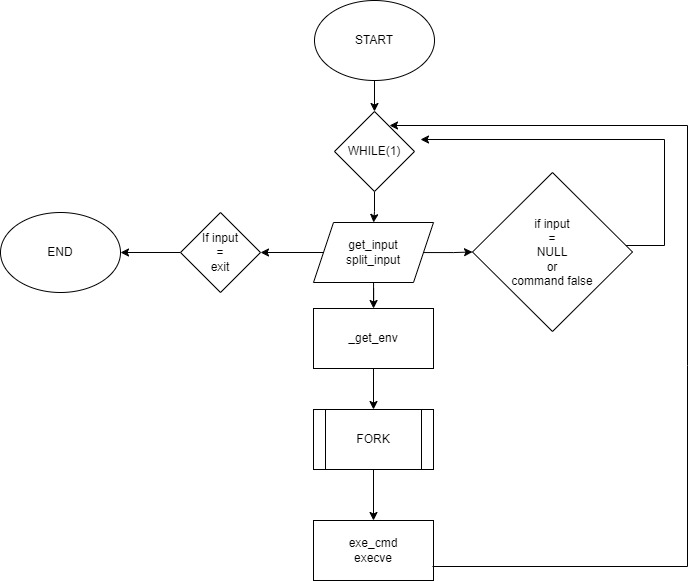 START
WHILE(1)
if input
=
NULL
or
command false
If input
=
exit
END
get_input
split_input
_get_env
FORK
exe_cmd
execve